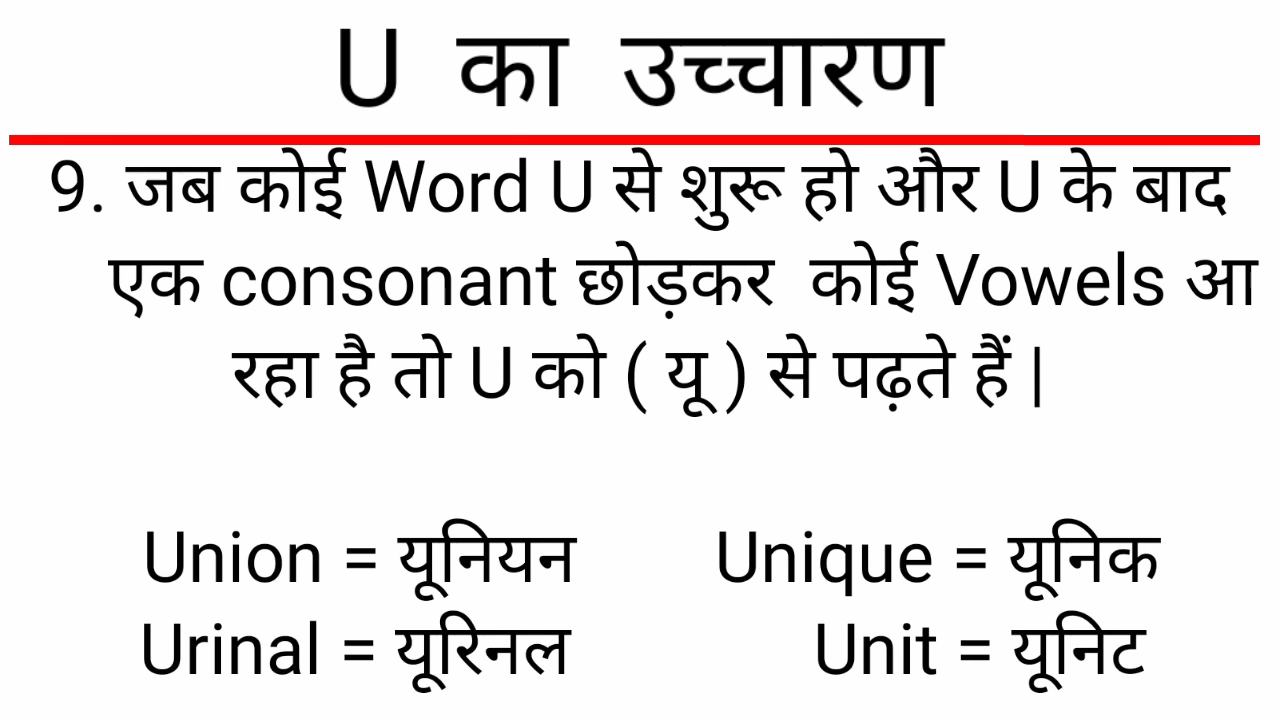 U का उच्चारण
9. जब कोई Word U से शुरू हो और U के बाद
एक consonant छोड़कर कोई Vowels आ
रहा है तो U को ( यू ) से पढ़ते हैं |
Union = यूनियन Unique = यूनिक
Urinal = यूरिनल Unit = यूनिट